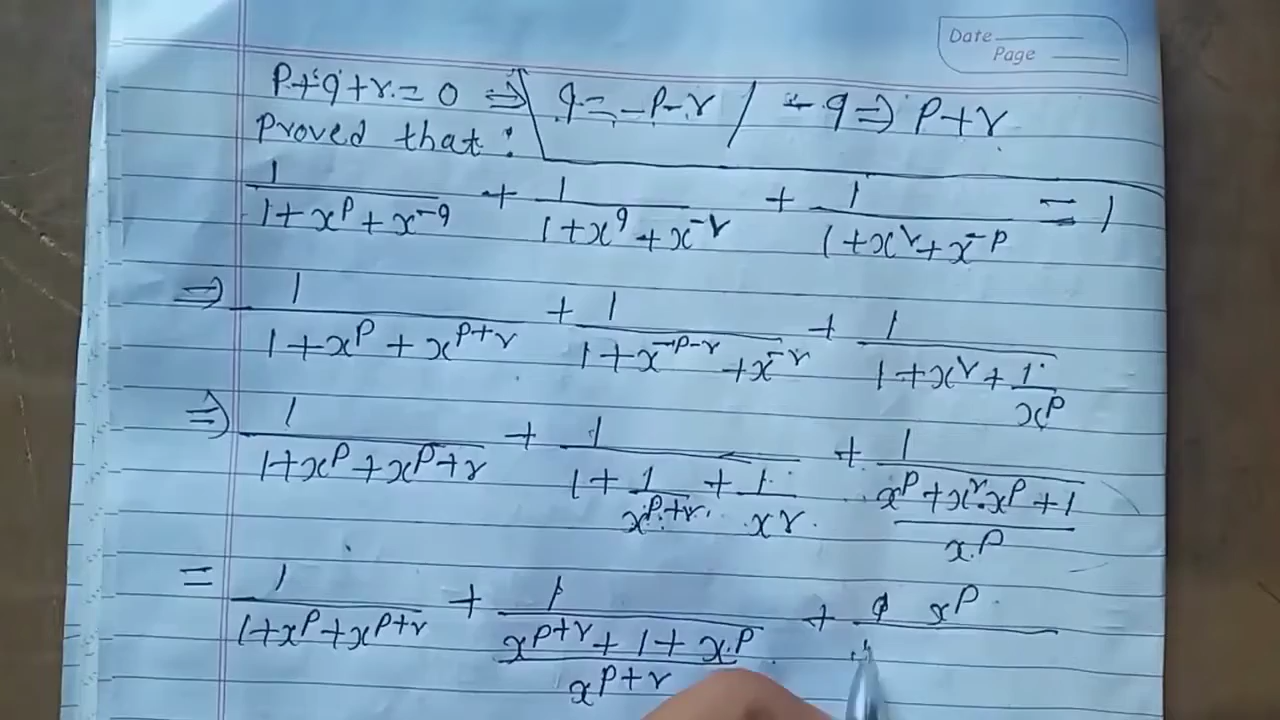 Date
Page
p+q+r=0 ⇒ q=-p-r / -q⇒ p+r
Proved that:
1/(1+x^p+x^-q) + 1/(1+x^q+x^-r) + 1/(1+x^r+x^-p) = 1
⇒ 1/(1+x^p+x^(p+r)) + 1/(1+x^(-p-r)+x^-r) + 1/(1+x^r+1/x^p)
⇒ 1/(1+x^p+x^(p+r)) + 1/(1+1/x^(p+r)+1/x^r) + 1/((x^p+x^r.x^p+1)/x^p)
= 1/(1+x^p+x^(p+r)) + 1/((x^(p+r)+1+x^p)/x^(p+r)) + x^p